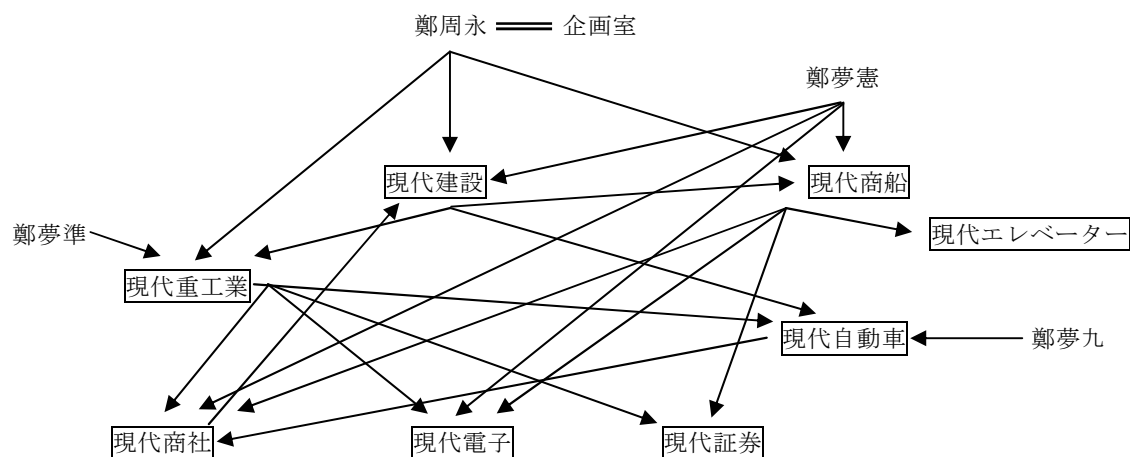 鄭周永 企画室
鄭夢憲
現代建設 現代商船
鄭夢準 現代エレベーター
現代重工業
現代自動車 鄭夢九
現代商社 現代電子 現代証券